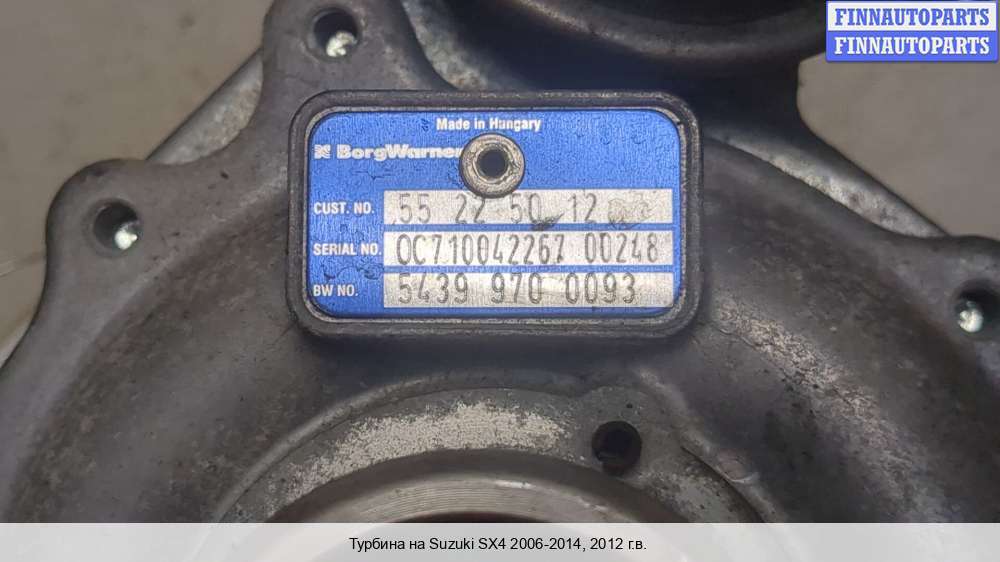 FINNAUTOPARTS
FINNAUTOPARTS
Made in Hungary
BorgWarner
CUST. NO. 55 22 50 12
SERIAL NO. 0C710042267 00248
BW NO. 5439 970 0093
Турбина на Suzuki SX4 2006-2014, 2012 г.в.